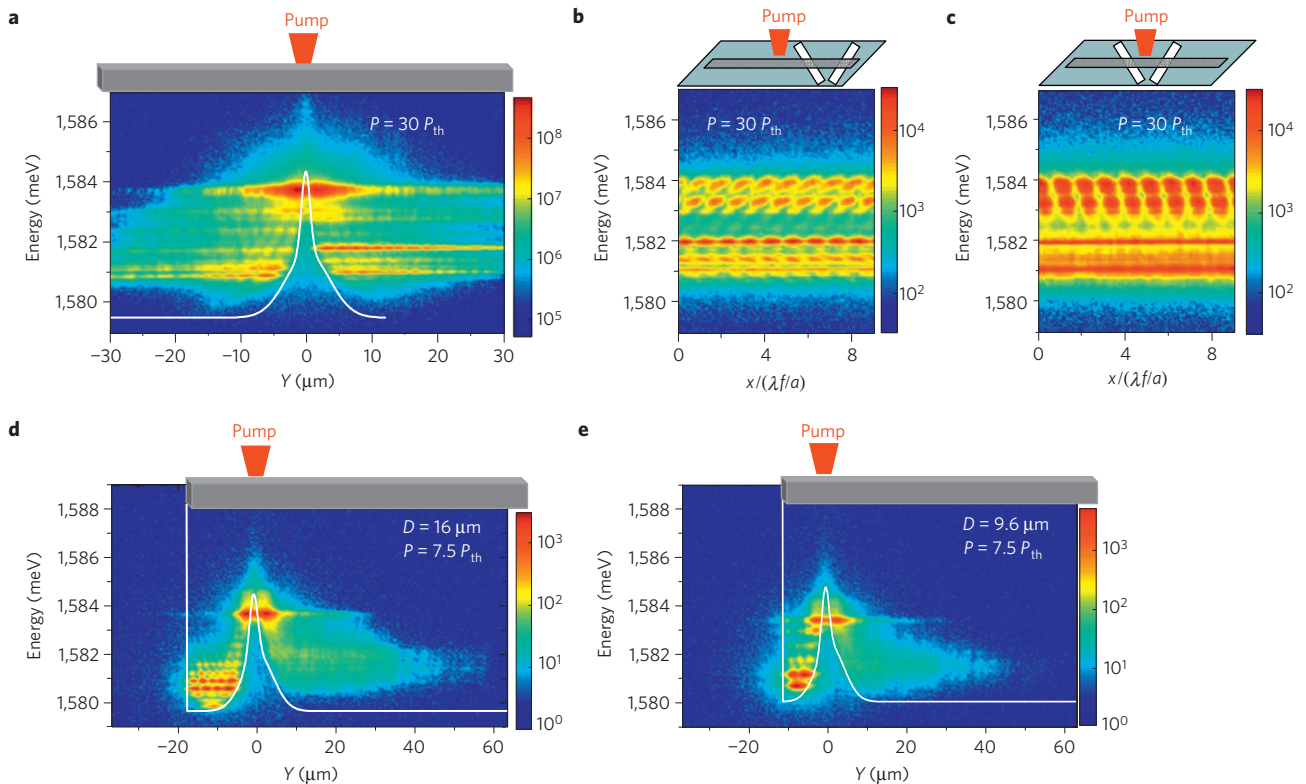 a
Pump
Energy (meV)
1,586
1,584
1,582
1,580
P = 30 Pth
10⁸
10⁷
10⁶
10⁵
−30
−20
−10
0
10
20
30
Y (μm)
b
Pump
Energy (meV)
1,586
1,584
1,582
1,580
P = 30 Pth
10⁴
10³
10²
0
4
8
x/(λf/a)
c
Pump
Energy (meV)
1,586
1,584
1,582
1,580
P = 30 Pth
10⁴
10³
10²
0
4
8
x/(λf/a)
d
Pump
Energy (meV)
1,588
1,586
1,584
1,582
1,580
D = 16 μm
P = 7.5 Pth
10³
10²
10¹
10⁰
−20
0
20
40
60
Y (μm)
e
Pump
Energy (meV)
1,588
1,586
1,584
1,582
1,580
D = 9.6 μm
P = 7.5 Pth
10³
10²
10¹
10⁰
−20
0
20
40
60
Y (μm)